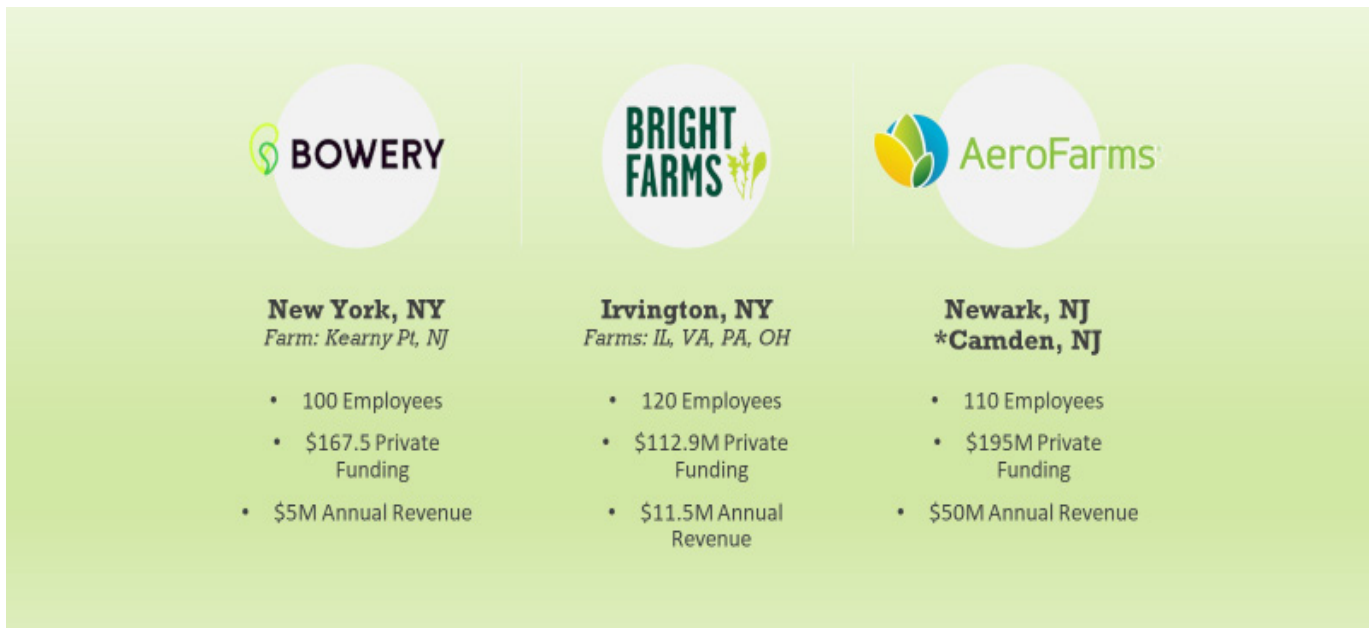 BOWERY
New York, NY
Farm: Kearny Pt, NJ
• 100 Employees
• $167.5 Private
Funding
• $5M Annual Revenue
BRIGHT
FARMS
Irvington, NY
Farms: IL, VA, PA, OH
• 120 Employees
• $112.9M Private
Funding
• $11.5M Annual
Revenue
AeroFarms
Newark, NJ
*Camden, NJ
• 110 Employees
• $195M Private
Funding
• $50M Annual Revenue